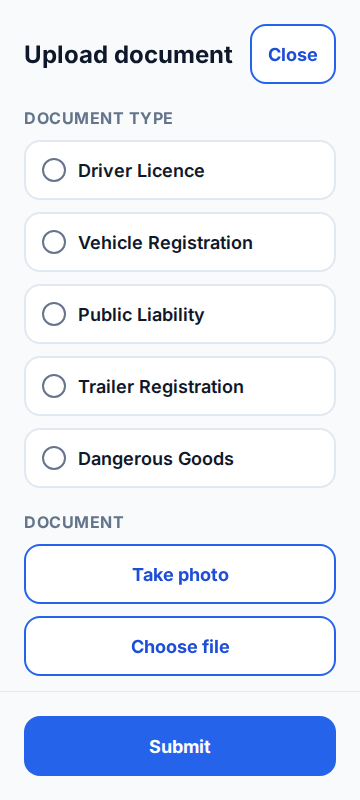 Upload document
Close
DOCUMENT TYPE
Driver Licence
Vehicle Registration
Public Liability
Trailer Registration
Dangerous Goods
DOCUMENT
Take photo
Choose file
Submit